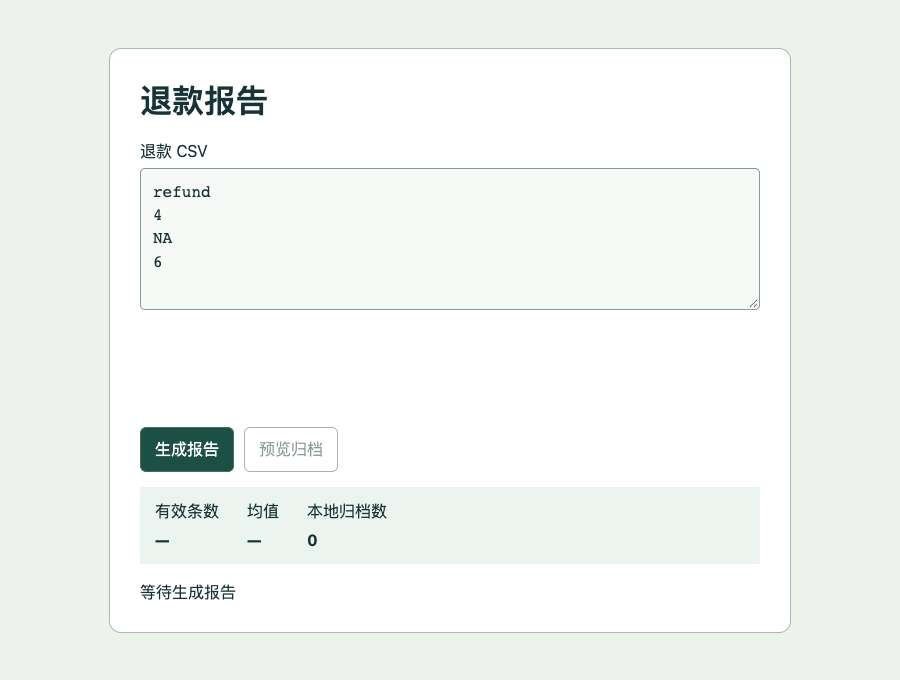 退款报告
退款 CSV
refund
4
NA
6
生成报告 预览归档
有效条数 均值 本地归档数
— — 0
等待生成报告